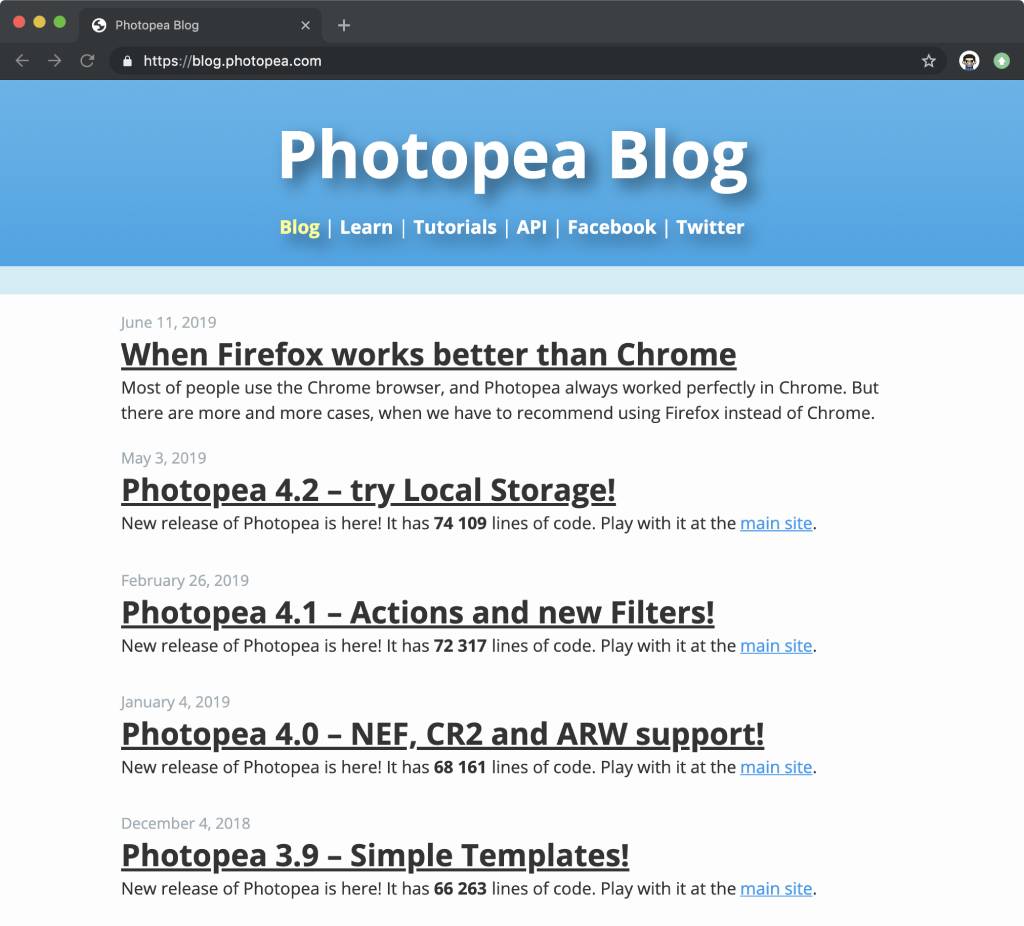 Photopea Blog
https://blog.photopea.com
Photopea Blog
Blog | Learn | Tutorials | API | Facebook | Twitter
June 11, 2019
When Firefox works better than Chrome
Most of people use the Chrome browser, and Photopea always worked perfectly in Chrome. But
there are more and more cases, when we have to recommend using Firefox instead of Chrome.
May 3, 2019
Photopea 4.2 – try Local Storage!
New release of Photopea is here! It has 74 109 lines of code. Play with it at the main site.
February 26, 2019
Photopea 4.1 – Actions and new Filters!
New release of Photopea is here! It has 72 317 lines of code. Play with it at the main site.
January 4, 2019
Photopea 4.0 – NEF, CR2 and ARW support!
New release of Photopea is here! It has 68 161 lines of code. Play with it at the main site.
December 4, 2018
Photopea 3.9 – Simple Templates!
New release of Photopea is here! It has 66 263 lines of code. Play with it at the main site.